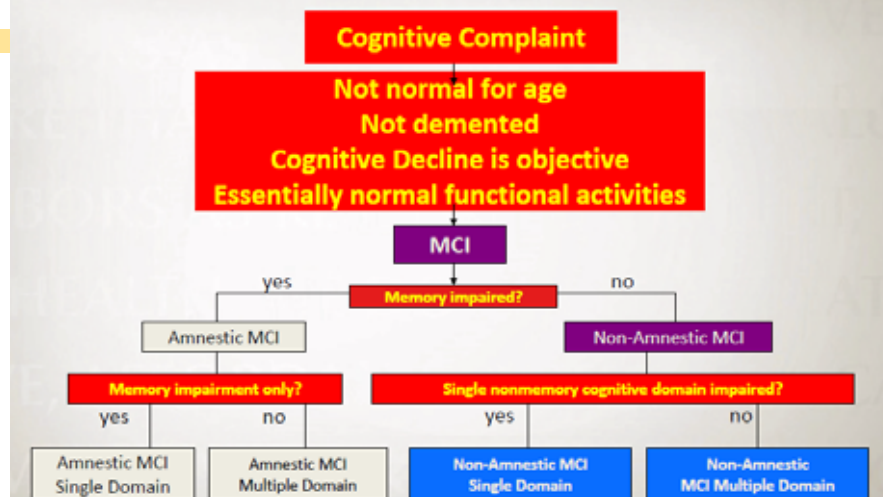 Cognitive Complaint
Not normal for age
Not demented
Cognitive Decline is objective
Essentially normal functional activities
MCI
yes
no
Memory impaired?
Amnestic MCI
Non-Amnestic MCI
Memory impairment only?
Single nonmemory cognitive domain impaired?
yes
no
yes
no
Amnestic MCI
Single Domain
Amnestic MCI
Multiple Domain
Non-Amnestic MCI
Single Domain
Non-Amnestic
MCI Multiple Domain